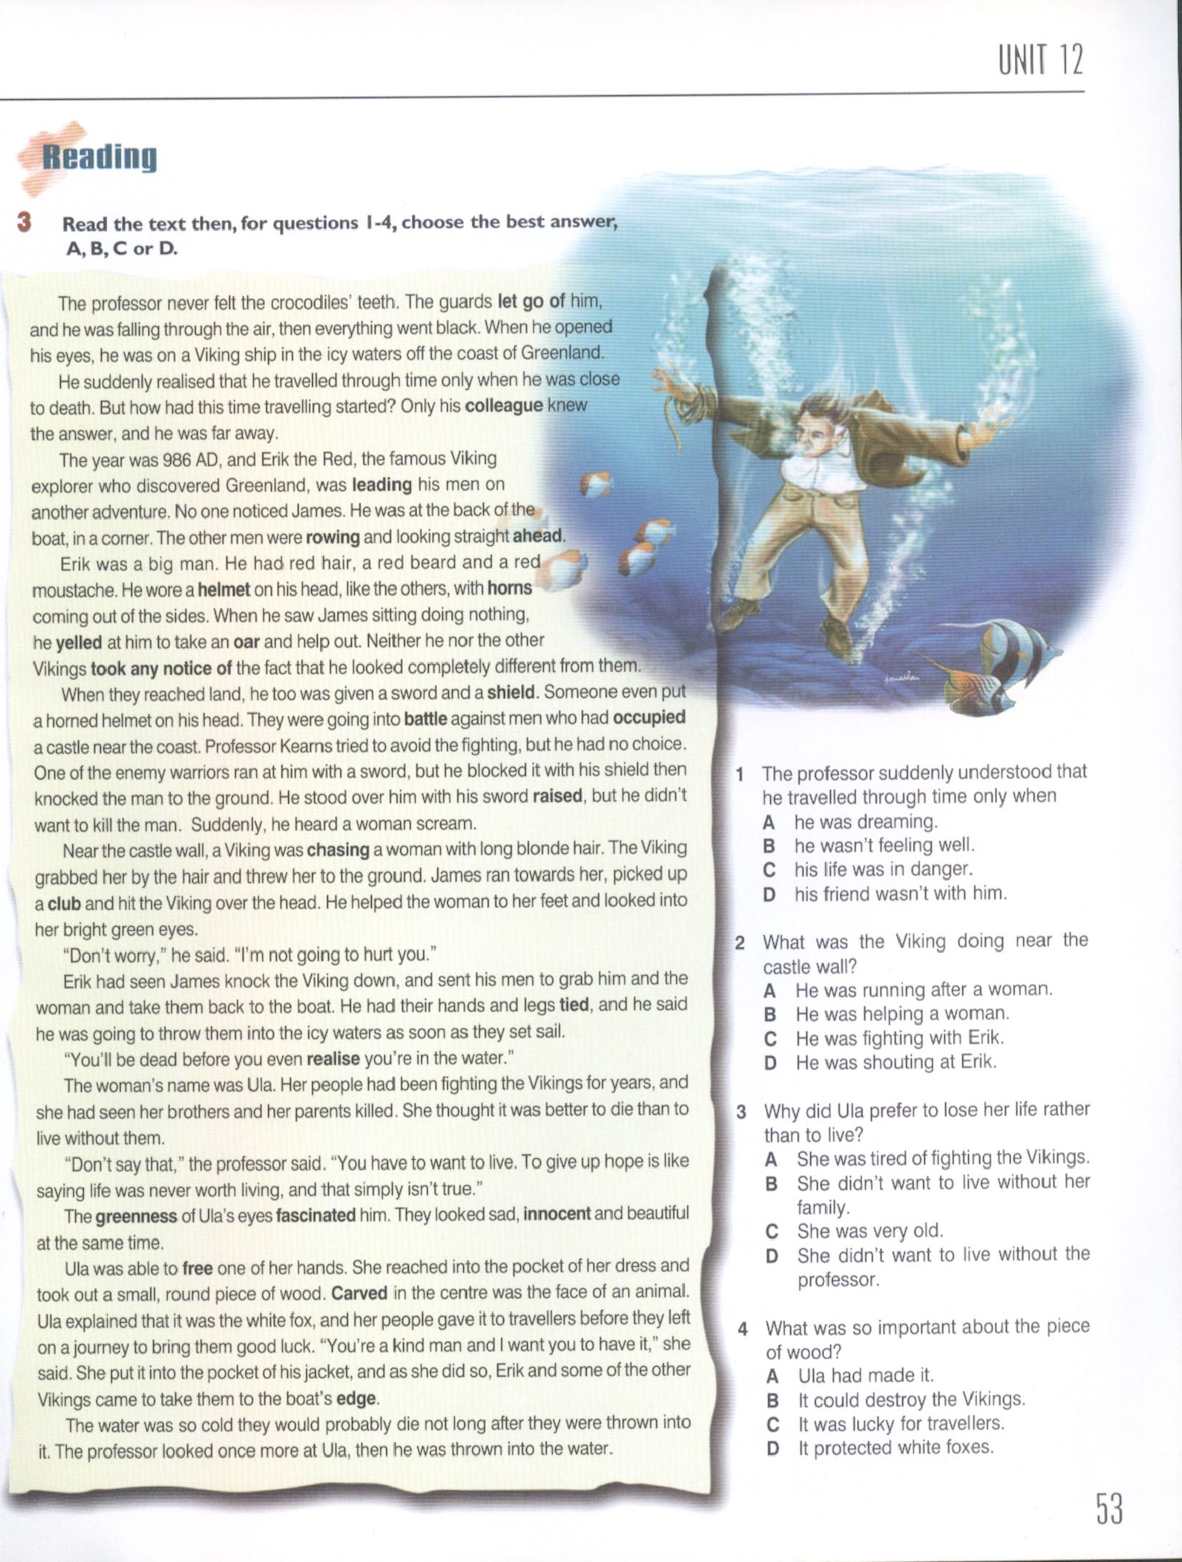 UNIT 12
Reading
3 Read the text then, for questions 1-4, choose the best answer,
A, B, C or D.
The professor never felt the crocodiles' teeth. The guards let go of him,
and he was falling through the air, then everything went black. When he opened
his eyes, he was on a Viking ship in the icy waters off the coast of Greenland.
He suddenly realised that he travelled through time only when he was close
to death. But how had this time travelling started? Only his colleague knew
the answer, and he was far away.
The year was 986 AD, and Erik the Red, the famous Viking
explorer who discovered Greenland, was leading his men on
another adventure. No one noticed James. He was at the back of the
boat, in a corner. The other men were rowing and looking straight ahead.
Erik was a big man. He had red hair, a red beard and a red
moustache. He wore a helmet on his head, like the others, with horns
coming out of the sides. When he saw James sitting doing nothing,
he yelled at him to take an oar and help out. Neither he nor the other
Vikings took any notice of the fact that he looked completely different from them.
When they reached land, he too was given a sword and a shield. Someone even put
a horned helmet on his head. They were going into battle against men who had occupied
a castle near the coast. Professor Kearns tried to avoid the fighting, but he had no choice.
One of the enemy warriors ran at him with a sword, but he blocked it with his shield then
knocked the man to the ground. He stood over him with his sword raised, but he didn't
want to kill the man. Suddenly, he heard a woman scream.
Near the castle wall, a Viking was chasing a woman with long blonde hair. The Viking
grabbed her by the hair and threw her to the ground. James ran towards her, picked up
a club and hit the Viking over the head. He helped the woman to her feet and looked into
her bright green eyes.
"Don't worry," he said. "I'm not going to hurt you."
Erik had seen James knock the Viking down, and sent his men to grab him and the
woman and take them back to the boat. He had their hands and legs tied, and he said
he was going to throw them into the icy waters as soon as they set sail.
"You'll be dead before you even realise you're in the water."
The woman's name was Ula. Her people had been fighting the Vikings for years, and
she had seen her brothers and her parents killed. She thought it was better to die than to
live without them.
"Don't say that," the professor said. "You have to want to live. To give up hope is like
saying life was never worth living, and that simply isn't true."
The greenness of Ula's eyes fascinated him. They looked sad, innocent and beautiful
at the same time.
Ula was able to free one of her hands. She reached into the pocket of her dress and
took out a small, round piece of wood. Carved in the centre was the face of an animal.
Ula explained that it was the white fox, and her people gave it to travellers before they left
on a journey to bring them good luck. "You're a kind man and I want you to have it," she
said. She put it into the pocket of his jacket, and as she did so, Erik and some of the other
Vikings came to take them to the boat's edge.
The water was so cold they would probably die not long after they were thrown into
it. The professor looked once more at Ula, then he was thrown into the water.
1 The professor suddenly understood that
he travelled through time only when
A he was dreaming.
B he wasn't feeling well.
C his life was in danger.
D his friend wasn't with him.
2 What was the Viking doing near the
castle wall?
A He was running after a woman.
B He was helping a woman.
C He was fighting with Erik.
D He was shouting at Erik.
3 Why did Ula prefer to lose her life rather
than to live?
A She was tired of fighting the Vikings.
B She didn't want to live without her
family.
C She was very old.
D She didn't want to live without the
professor.
4 What was so important about the piece
of wood?
A Ula had made it.
B It could destroy the Vikings.
C It was lucky for travellers.
D It protected white foxes.
53